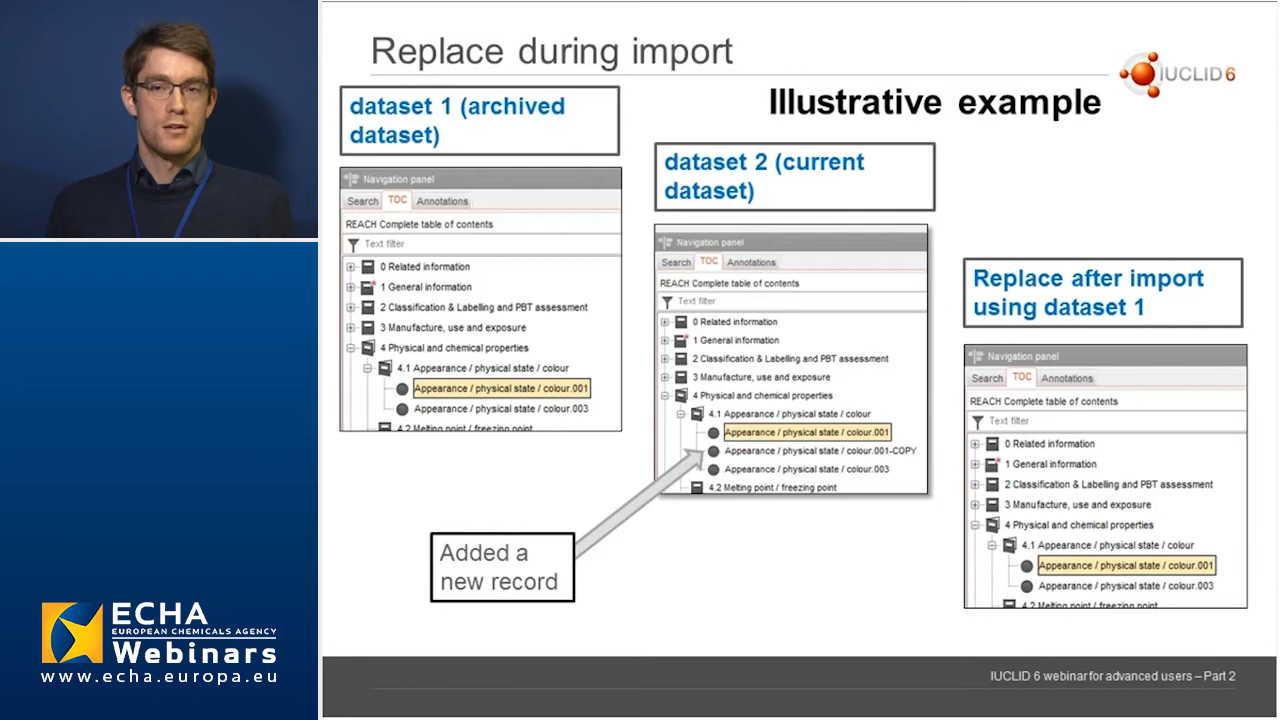 Replace during import
IUCLID 6
Illustrative example
dataset 1 (archived
dataset)
Navigation panel
Search TOC Annotations
REACH Complete table of contents
Text filter
0 Related information
1 General information
2 Classification & Labelling and PBT assessment
3 Manufacture, use and exposure
4 Physical and chemical properties
4.1 Appearance / physical state / colour
Appearance / physical state / colour.001
Appearance / physical state / colour.003
4.2 Melting point / freezing point
dataset 2 (current
dataset)
Navigation panel
Search TOC Annotations
REACH Complete table of contents
Text filter
0 Related information
1 General information
2 Classification & Labelling and PBT assessment
3 Manufacture, use and exposure
4 Physical and chemical properties
4.1 Appearance / physical state / colour
Appearance / physical state / colour.001
Appearance / physical state / colour.001-COPY
Appearance / physical state / colour.003
4.2 Melting point / freezing point
Added a
new record
Replace after import
using dataset 1
Navigation panel
Search TOC Annotations
REACH Complete table of contents
Text filter
0 Related information
1 General information
2 Classification & Labelling and PBT assessment
3 Manufacture, use and exposure
4 Physical and chemical properties
4.1 Appearance / physical state / colour
Appearance / physical state / colour.001
Appearance / physical state / colour.003
4.2 Melting point / freezing point
ECHA
EUROPEAN CHEMICALS AGENCY
Webinars
www.echa.europa.eu
IUCLID 6 webinar for advanced users – Part 2